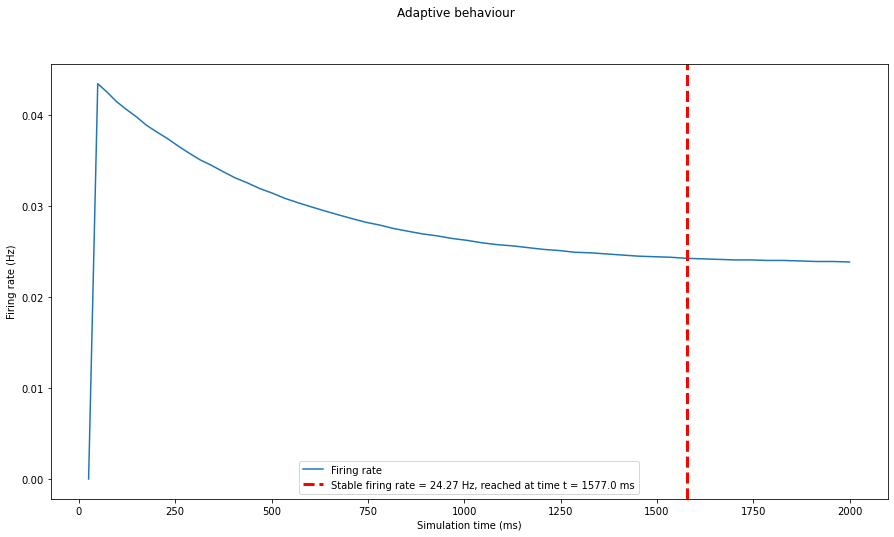 Adaptive behaviour
Firing rate (Hz)
0.04
0.03
0.02
0.01
0.00
Firing rate
Stable firing rate = 24.27 Hz, reached at time t = 1577.0 ms
0 250 500 750 1000 1250 1500 1750 2000
Simulation time (ms)